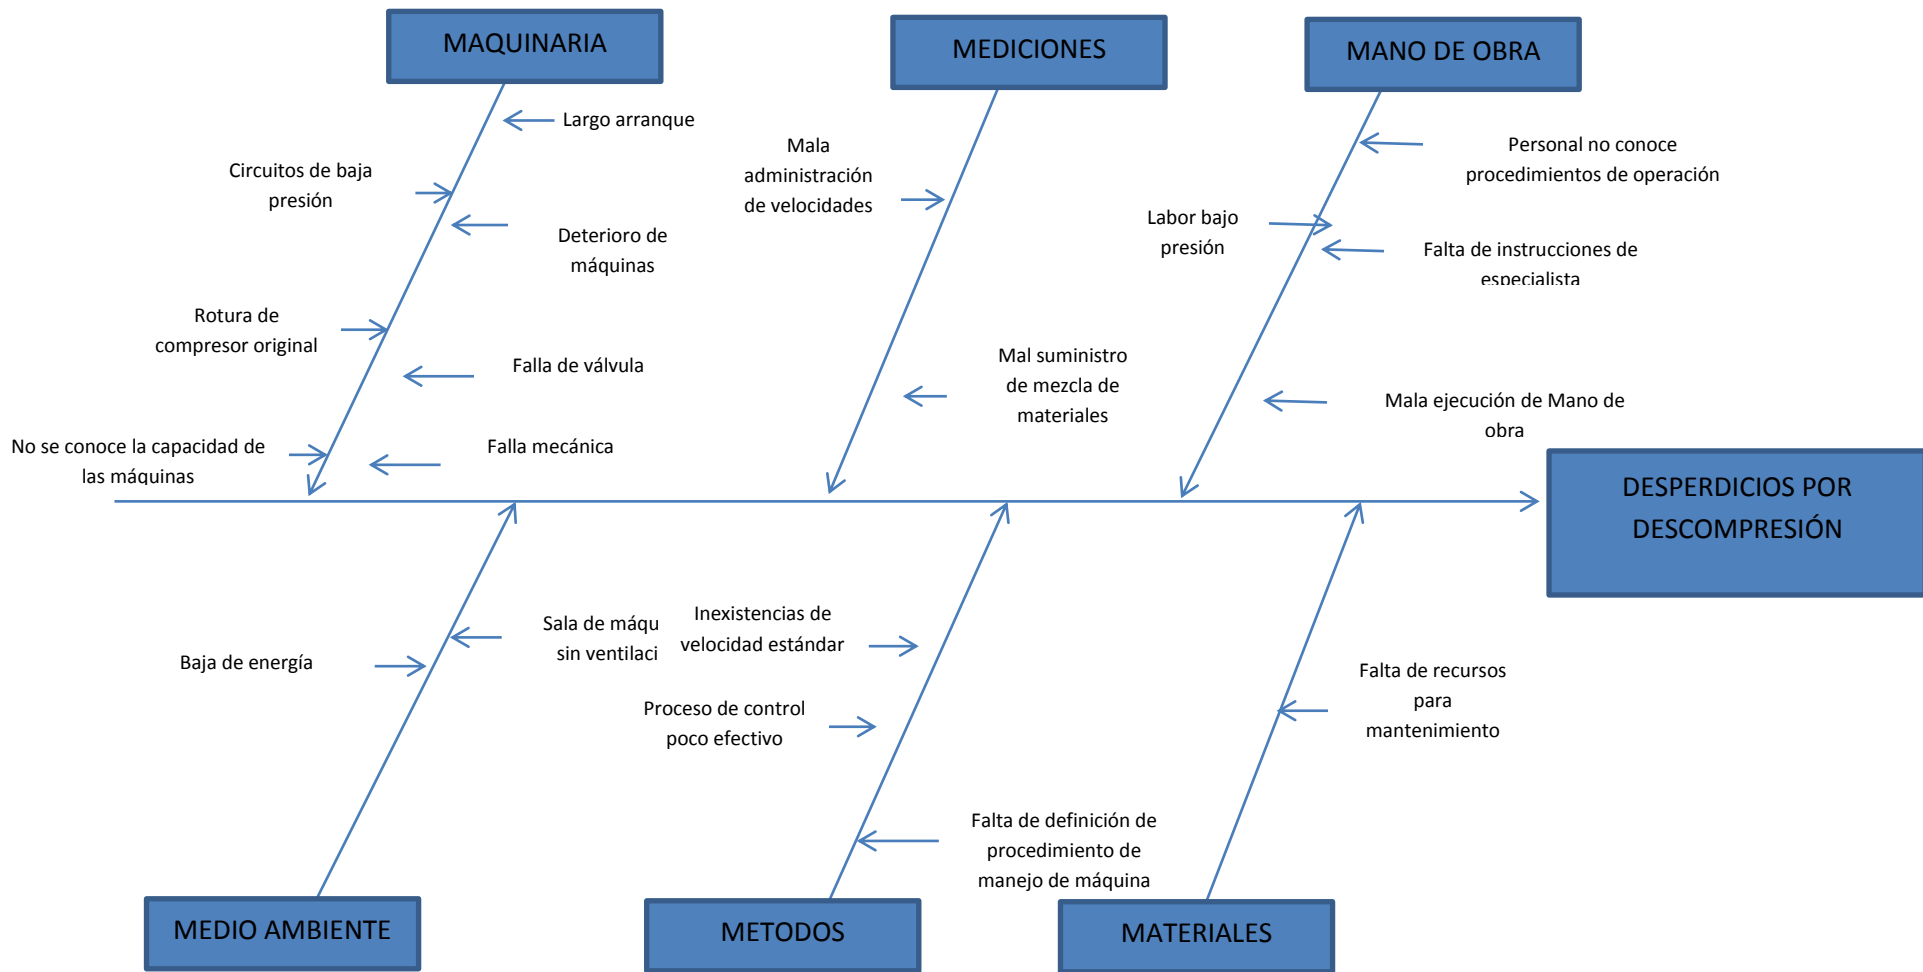 MAQUINARIA
MEDICIONES
MANO DE OBRA
Largo arranque
Circuitos de baja
presión
Deterioro de
máquinas
Rotura de
compresor original
Falla de válvula
No se conoce la capacidad de
las máquinas
Falla mecánica
Mala
administración
de velocidades
Mal suministro
de mezcla de
materiales
Personal no conoce
procedimientos de operación
Labor bajo
presión
Falta de instrucciones de
especialista
Mala ejecución de Mano de
obra
DESPERDICIOS POR
DESCOMPRESIÓN
Baja de energía
Sala de máqu
sin ventilaci
Inexistencias de
velocidad estándar
Proceso de control
poco efectivo
Falta de definición de
procedimiento de
manejo de máquina
Falta de recursos
para
mantenimiento
MEDIO AMBIENTE
METODOS
MATERIALES